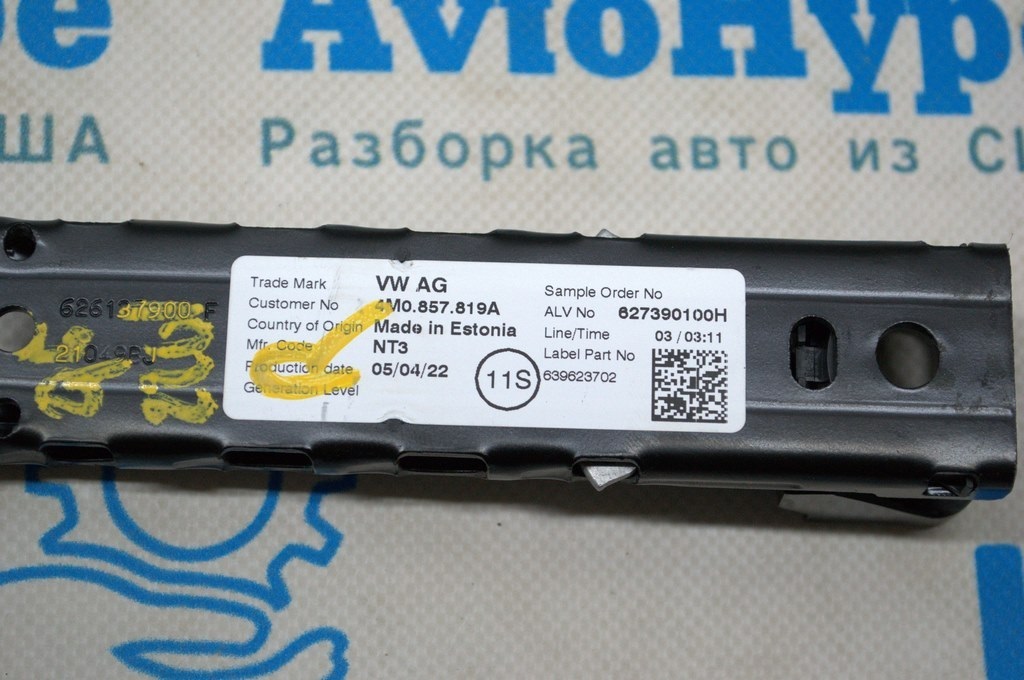 AvtoНур
США Разборка авто из
Trade Mark VW AG
Customer No 4M0.857.819A
Country of Origin Made in Estonia
Mfr. Code NT3
Production date 05/04/22
Generation Level
11S
Sample Order No
ALV No 627390100H
Line/Time 03 / 03:11
Label Part No
639623702
626137900 F